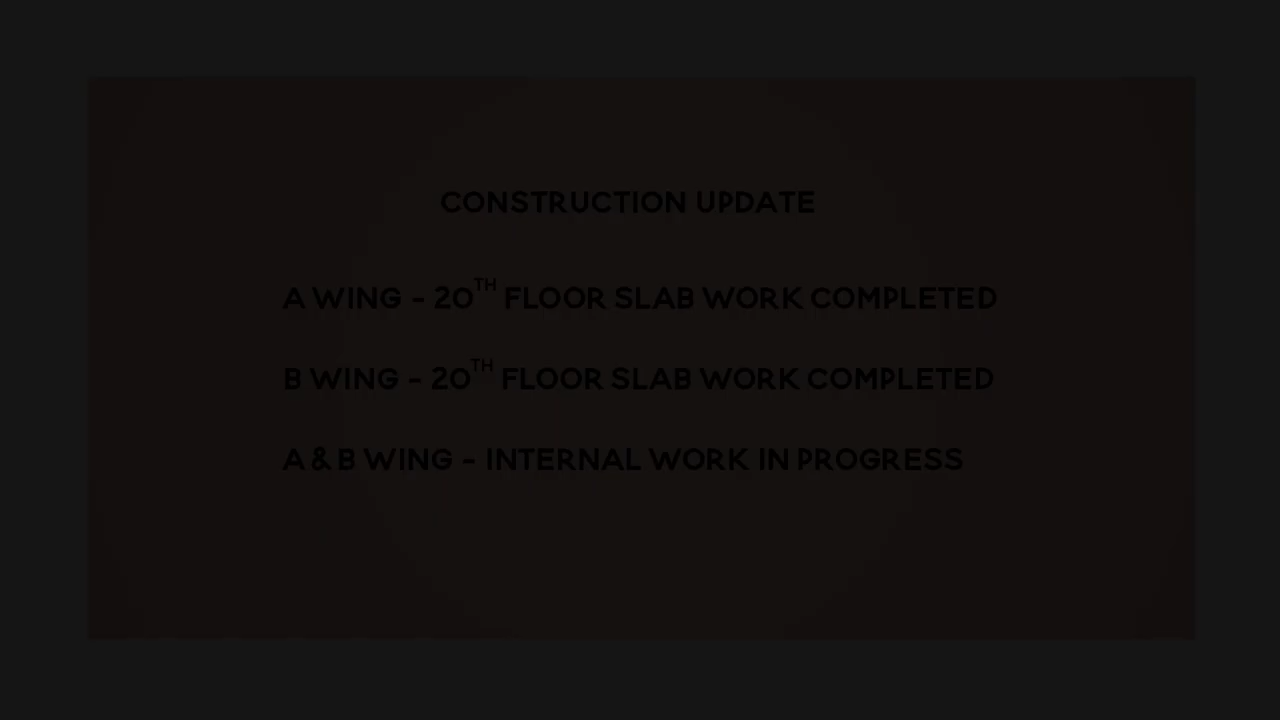 CONSTRUCTION UPDATE
A WING - 20TH FLOOR SLAB WORK COMPLETED
B WING - 20TH FLOOR SLAB WORK COMPLETED
A & B WING - INTERNAL WORK IN PROGRESS